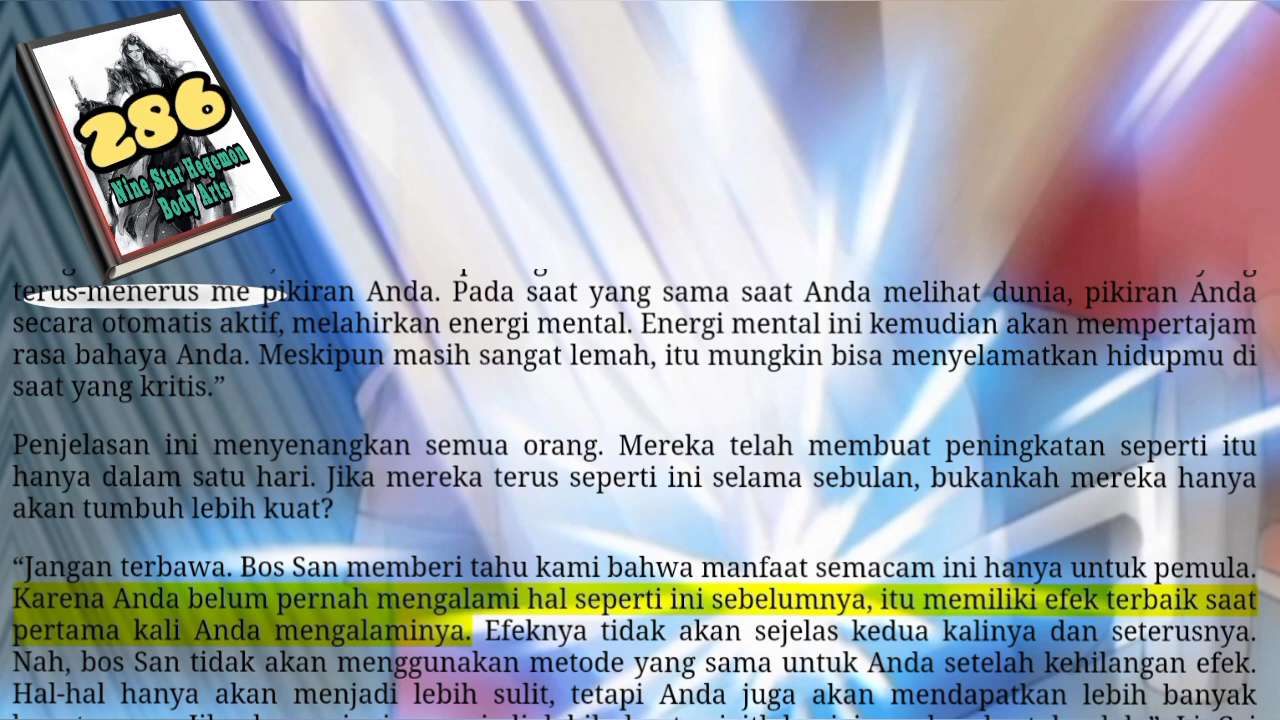 286
Nine Star Hegemon
Body Arts
terus-menerus me pikiran Anda. Pada saat yang sama saat Anda melihat dunia, pikiran Anda
secara otomatis aktif, melahirkan energi mental. Energi mental ini kemudian akan mempertajam
rasa bahaya Anda. Meskipun masih sangat lemah, itu mungkin bisa menyelamatkan hidupmu di
saat yang kritis.”
Penjelasan ini menyenangkan semua orang. Mereka telah membuat peningkatan seperti itu
hanya dalam satu hari. Jika mereka terus seperti ini selama sebulan, bukankah mereka hanya
akan tumbuh lebih kuat?
“Jangan terbawa. Bos San memberi tahu kami bahwa manfaat semacam ini hanya untuk pemula.
Karena Anda belum pernah mengalami hal seperti ini sebelumnya, itu memiliki efek terbaik saat
pertama kali Anda mengalaminya. Efeknya tidak akan sejelas kedua kalinya dan seterusnya.
Nah, bos San tidak akan menggunakan metode yang sama untuk Anda setelah kehilangan efek.
Hal-hal hanya akan menjadi lebih sulit, tetapi Anda juga akan mendapatkan lebih banyak